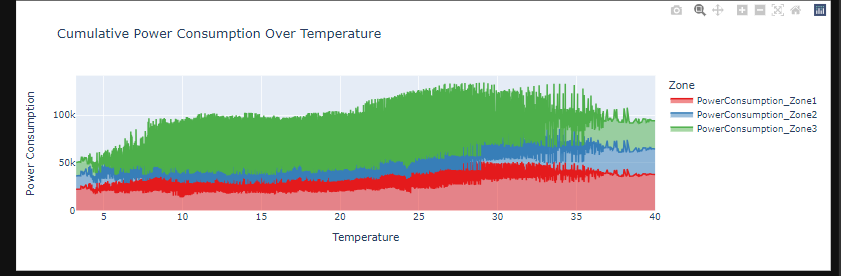 Cumulative Power Consumption Over Temperature
Power Consumption
100k
50k
0
5 10 15 20 25 30 35 40
Temperature
Zone
PowerConsumption_Zone1
PowerConsumption_Zone2
PowerConsumption_Zone3